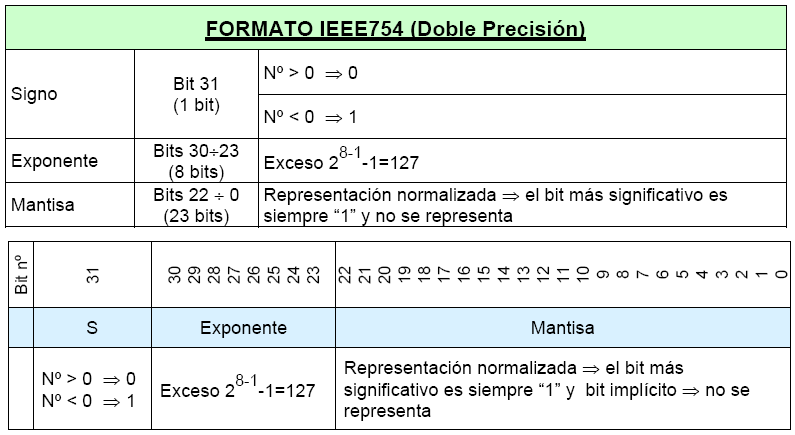 FORMATO IEEE754 (Doble Precisión)
Signo
Bit 31
(1 bit)
Nº > 0 ⇒ 0
Nº < 0 ⇒ 1
Exponente
Bits 30÷23
(8 bits)
Exceso 2^8-1-1=127
Mantisa
Bits 22 ÷ 0
(23 bits)
Representación normalizada ⇒ el bit más significativo es
siempre “1” y no se representa
Bit nº
31
30 29 28 27 26 25 24 23
22 21 20 19 18 17 16 15 14 13 12 11 10 9 8 7 6 5 4 3 2 1 0
S
Exponente
Mantisa
Nº > 0 ⇒ 0
Nº < 0 ⇒ 1
Exceso 2^8-1-1=127
Representación normalizada ⇒ el bit más
significativo es siempre “1” y bit implícito ⇒ no se
representa